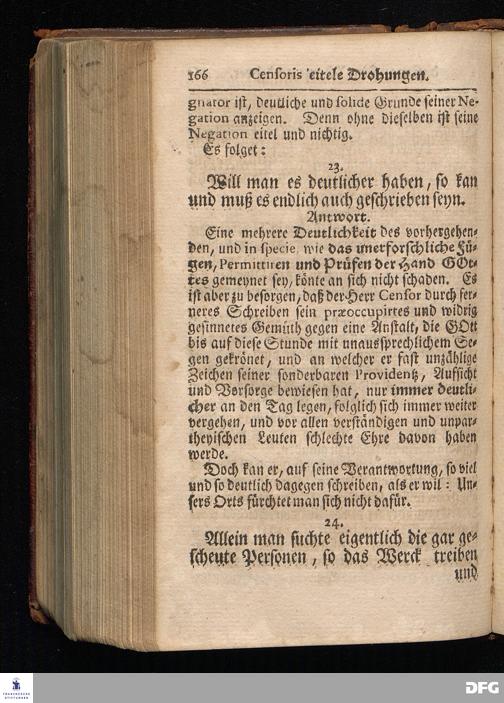 166 Censoris eitele Drohungen.
gnator ist, deutliche und solide Grunde seiner Ne-
gation anzeigen. Denn ohne dieselben ist seine
Negation eitel und nichtig.
Es folget:
23.
Will man es deutlicher haben, so kan
und muß es endlich auch geschrieben seyn.
Antwort.
Eine mehrere Deutlichkeit des vorhergehen-
den, und in specie, wie das unerforschliche Fü-
gen, Permittiren und Prüfen der Hand GOt-
tes gemeynet sey, könte an sich nicht schaden. Es
ist aber zu besorgen, daß der Herr Censor durch fer-
neres Schreiben sein præoccupirtes und widrig
gesinnetes Gemüth gegen eine Anstalt, die GOtt
bis auf diese Stunde mit unaussprechlichem Se-
gen gekrönet, und an welcher er fast unzählige
Zeichen seiner sonderbaren Providentz, Aufsicht
und Vorsorge bewiesen hat, nur immer deutli-
cher an den Tag legen, folglich sich immer weiter
vergehen, und vor allen verständigen und unpar-
theyischen Leuten schlechte Ehre davon haben
werde.
Doch kan er, auf seine Verantwortung, so viel
und so deutlich dagegen schreiben, als er wil: Un-
sers Orts fürchtet man sich nicht dafür.
24.
Allein man suchte eigentlich die gar ge-
scheute Personen, so das Werck treiben
und
FRANCKESCHE
STIFTUNGEN
DFG